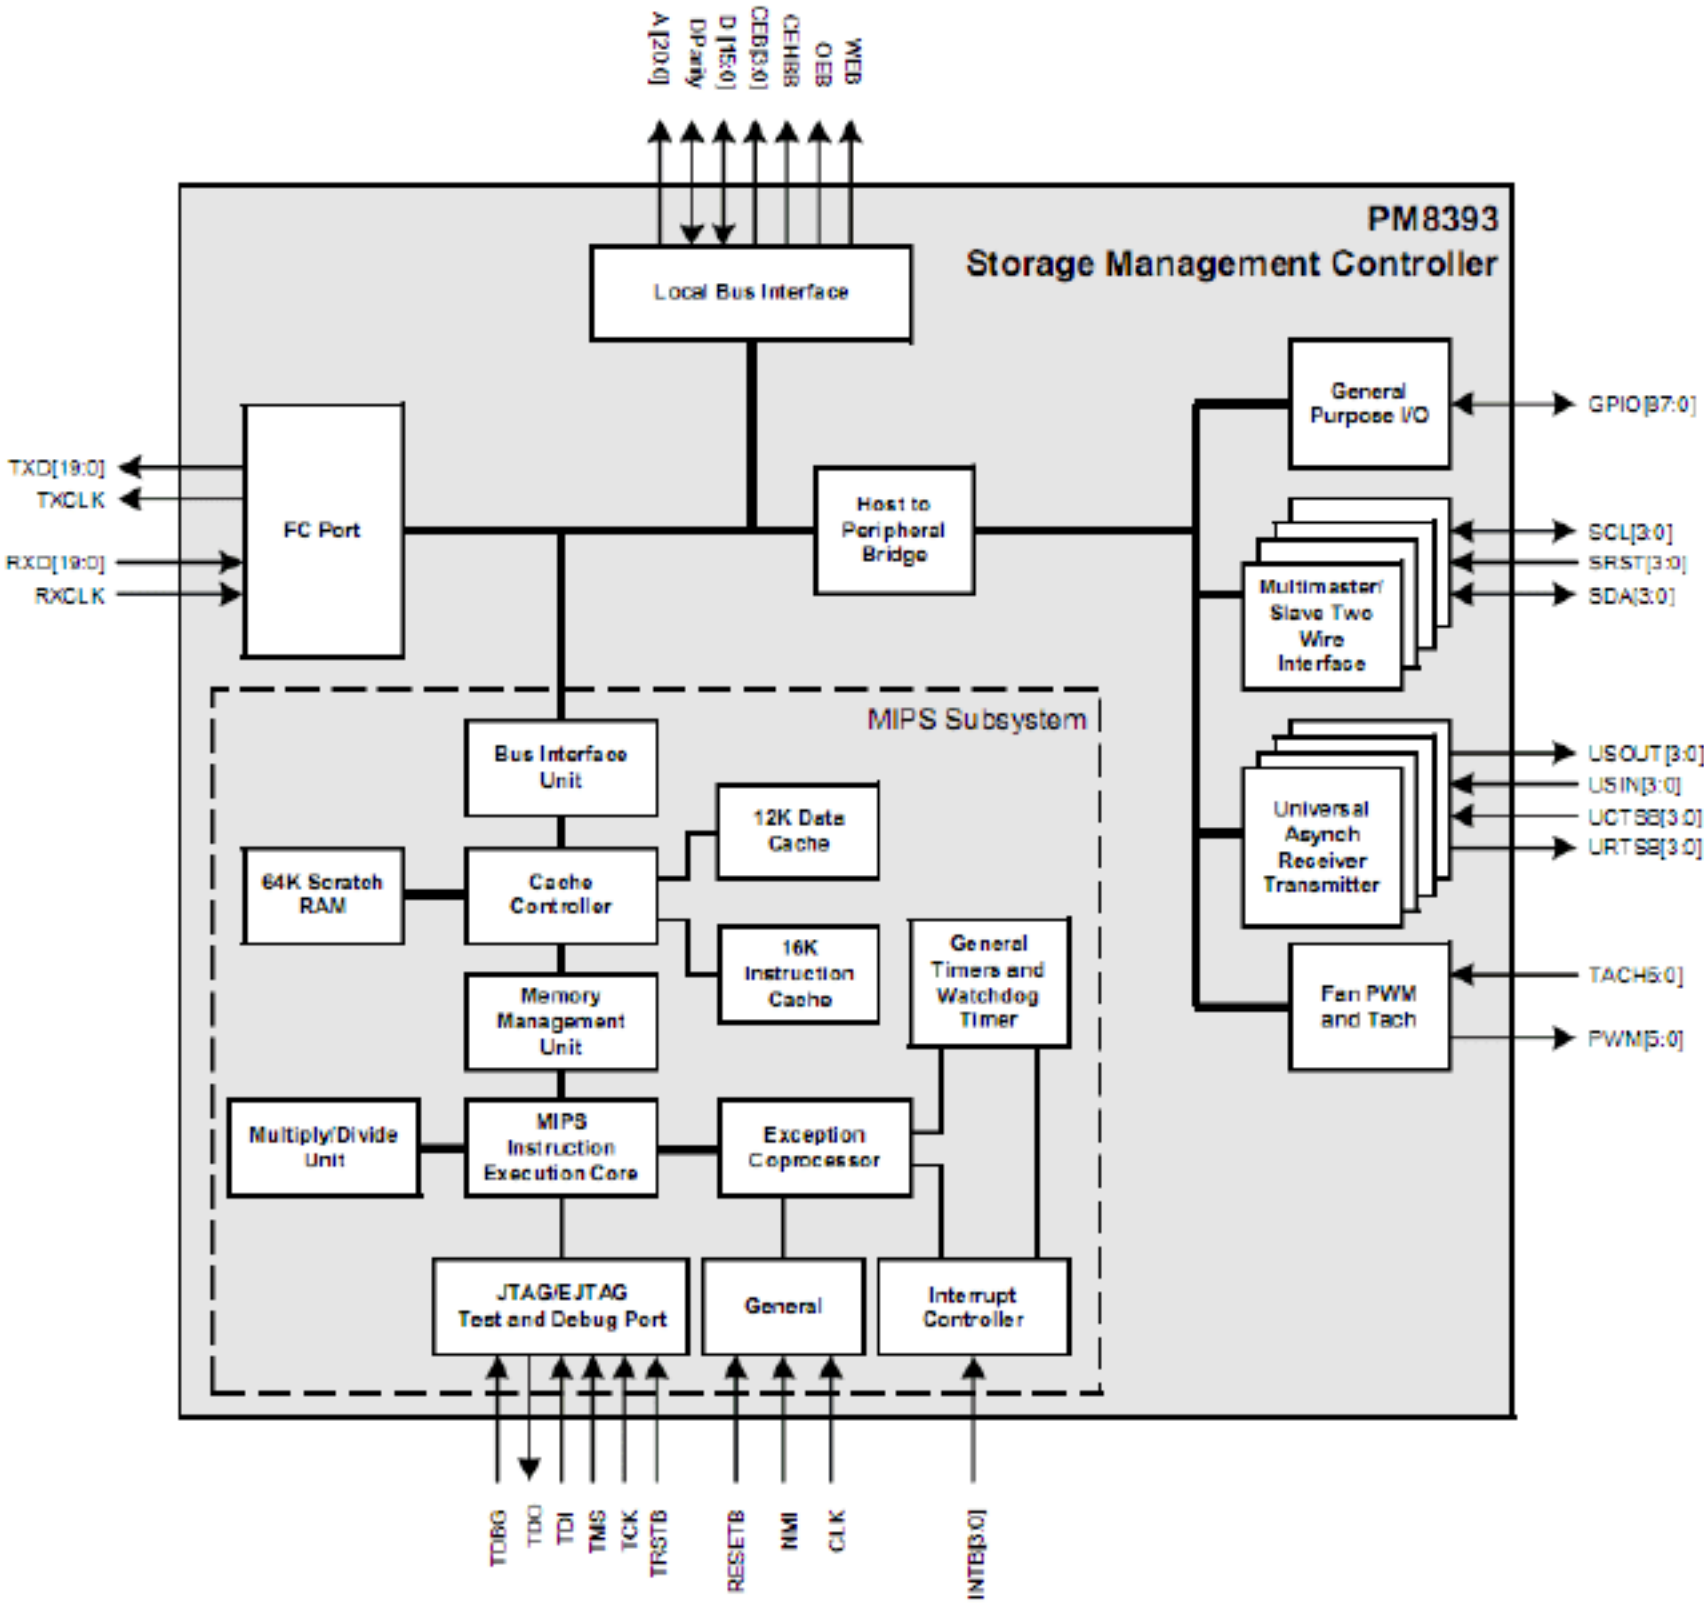 A[20:0]
DParity
D [15:0]
CEB[3:0]
CEHBB
OEB
WEB
PM8393
Storage Management Controller
Local Bus Interface
General
Purpose I/O
GPIO[37:0]
TXD[19:0]
TXCLK
RXD[19:0]
RXCLK
FC Port
Host to
Peripheral
Bridge
SCL[3:0]
SRST[3:0]
SDA[3:0]
Multimaster/
Slave Two
Wire
Interface
MIPS Subsystem
Bus Interface
Unit
USOUT[3:0]
USIN[3:0]
UCTSB[3:0]
URTSB[3:0]
Universal
Asynch
Receiver
Transmitter
12K Data
Cache
64K Scratch
RAM
Cache
Controller
16K
Instruction
Cache
General
Timers and
Watchdog
Timer
Memory
Management
Unit
Fan PWM
and Tach
TACH5:0]
PWM[5:0]
Multiply/Divide
Unit
MIPS
Instruction
Execution Core
Exception
Coprocessor
JTAG/EJTAG
Test and Debug Port
General
Interrupt
Controller
TDBG
TDO
TDI
TMS
TCK
TRSTB
RESETB
NMI
CLK
INTB[3:0]